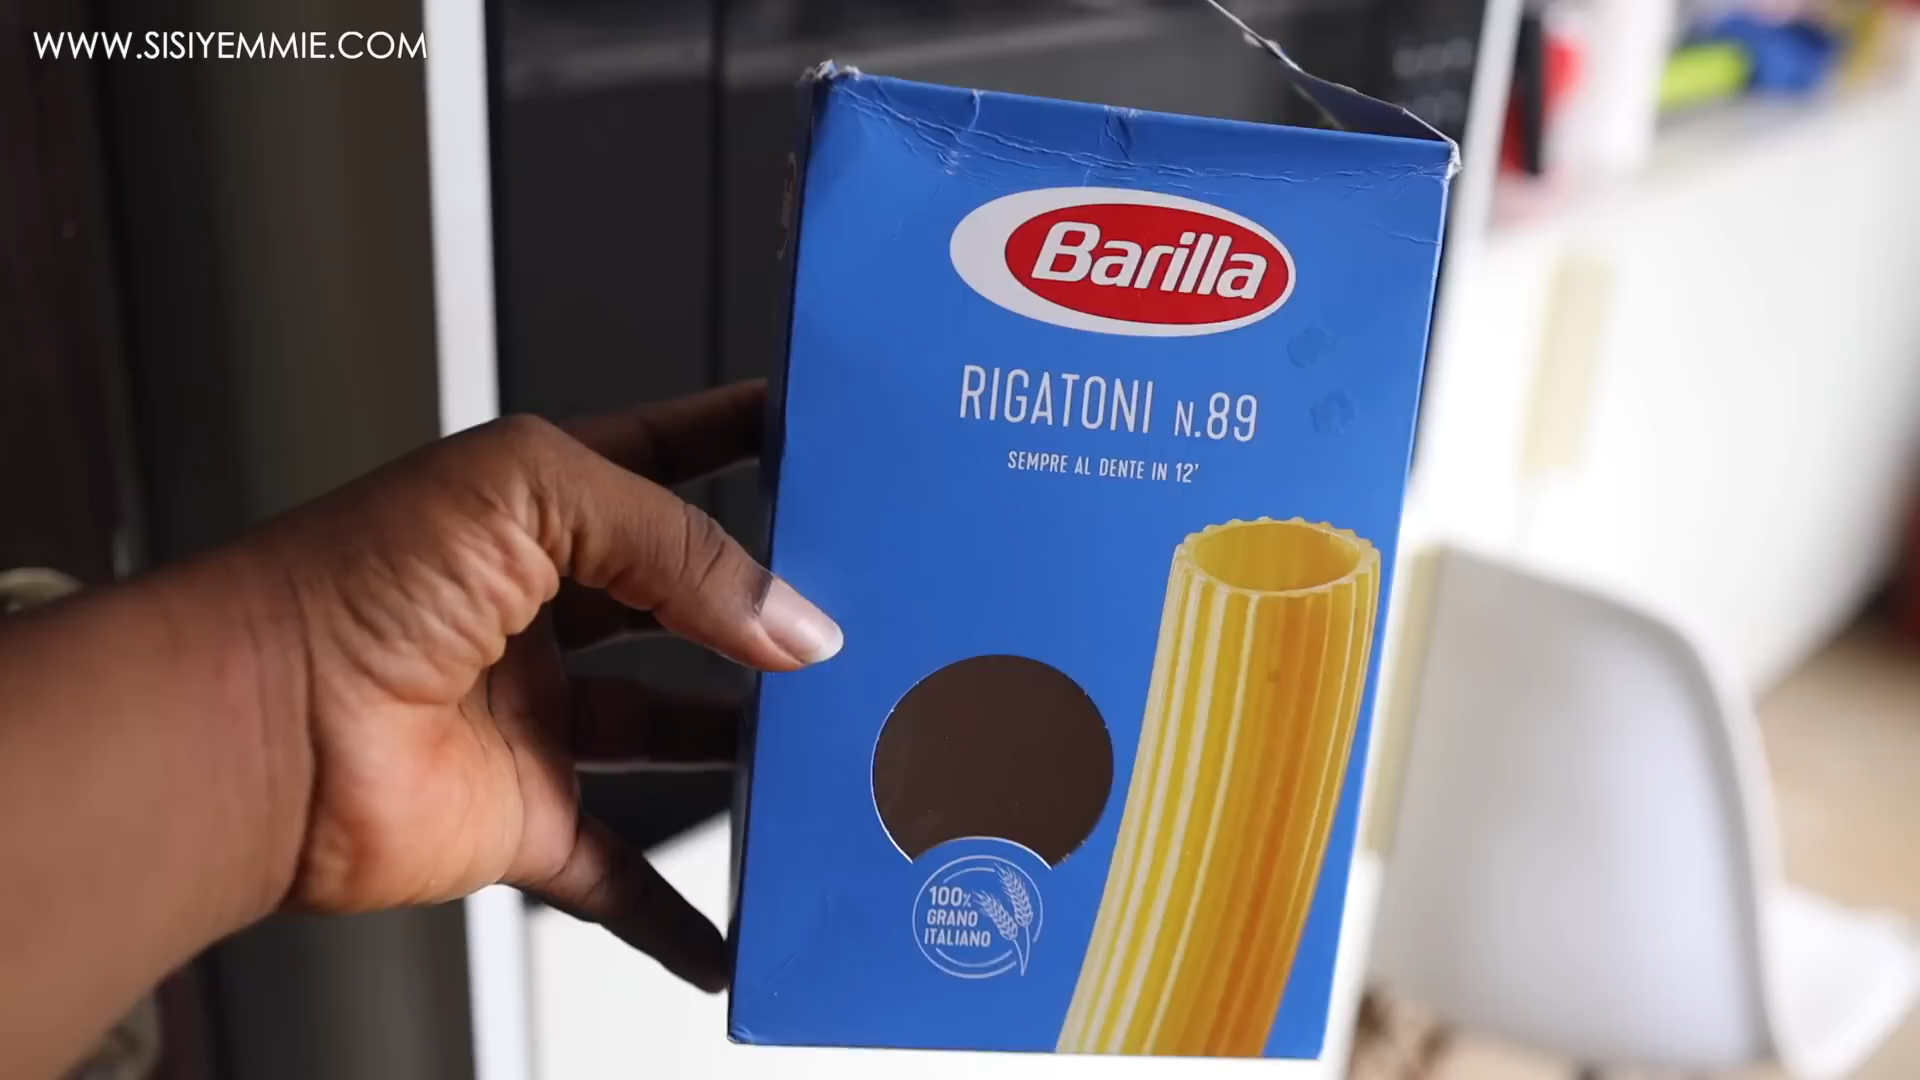 WWW.SISIYEMMIE.COM
Barilla
RIGATONI N.89
SEMPRE AL DENTE IN 12'
100%
GRANO
ITALIANO